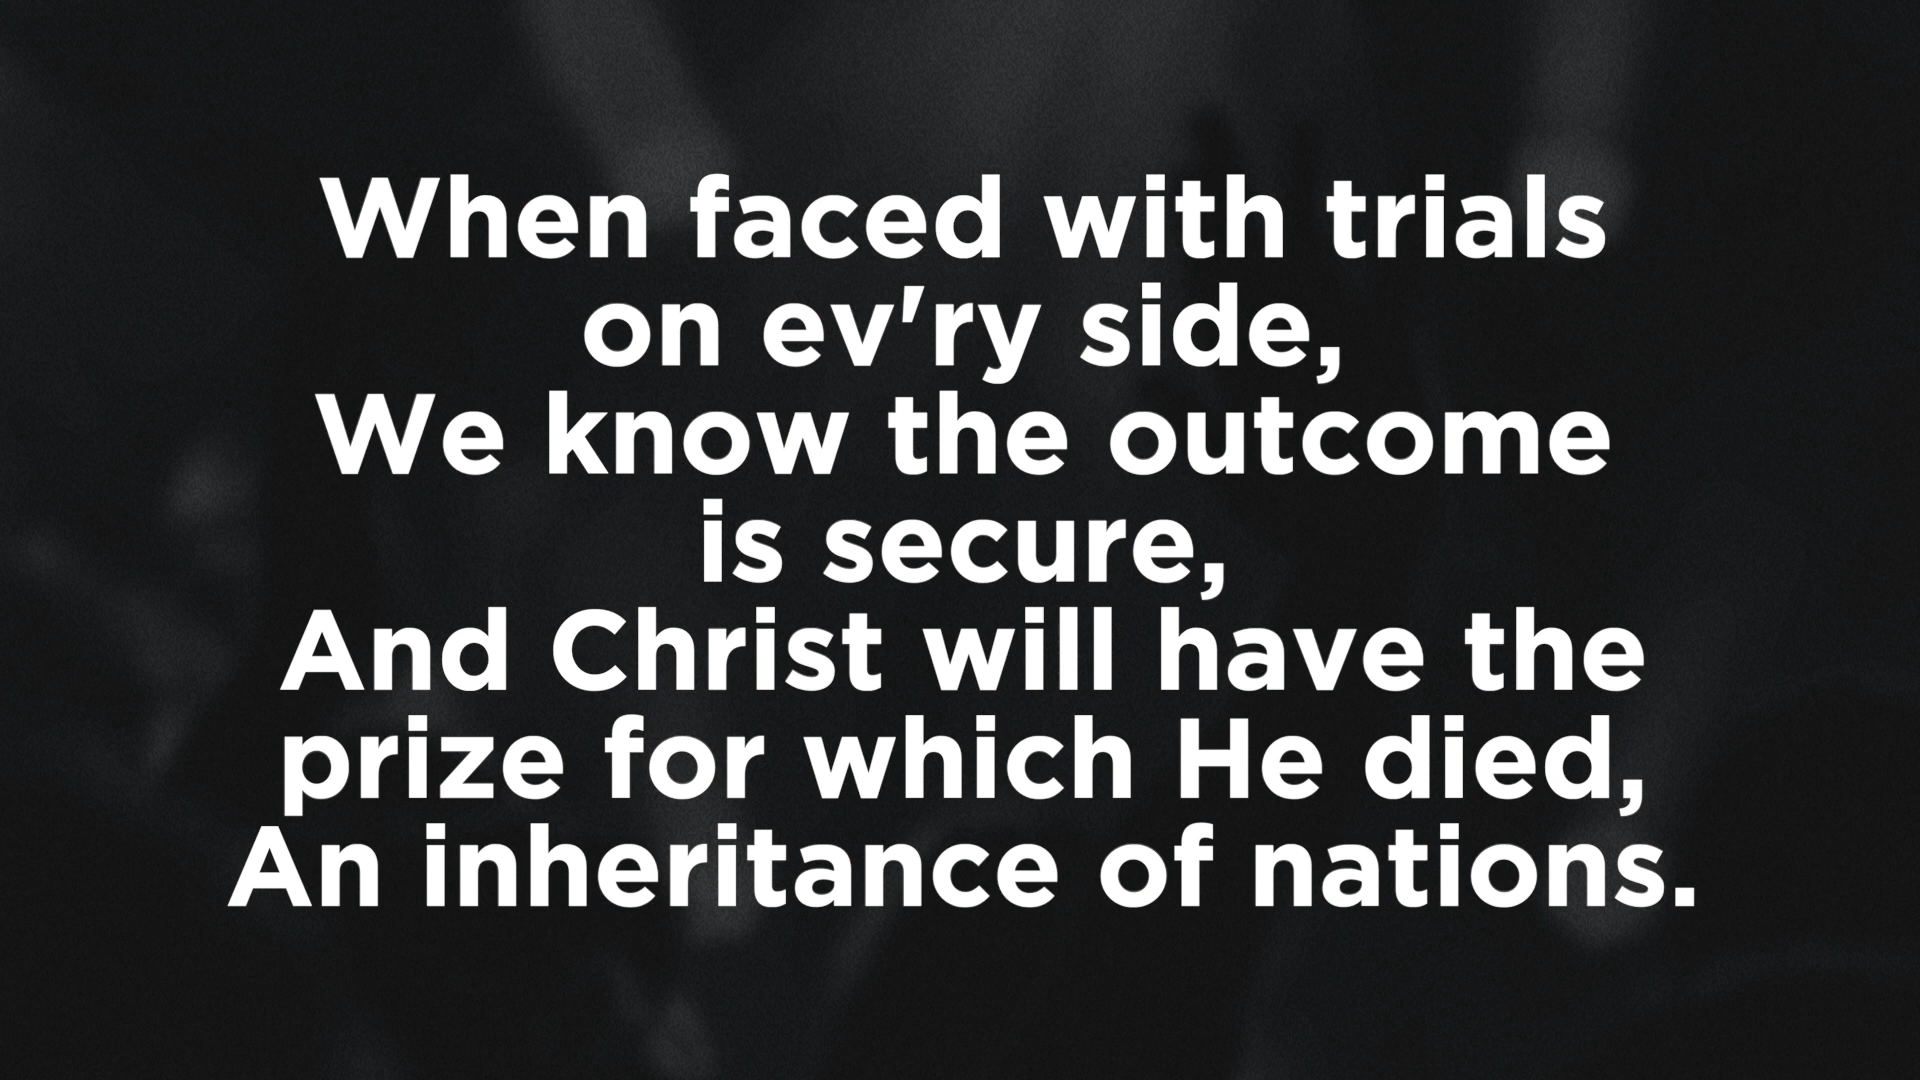 When faced with trials
on ev'ry side,
We know the outcome
is secure,
And Christ will have the
prize for which He died,
An inheritance of nations.